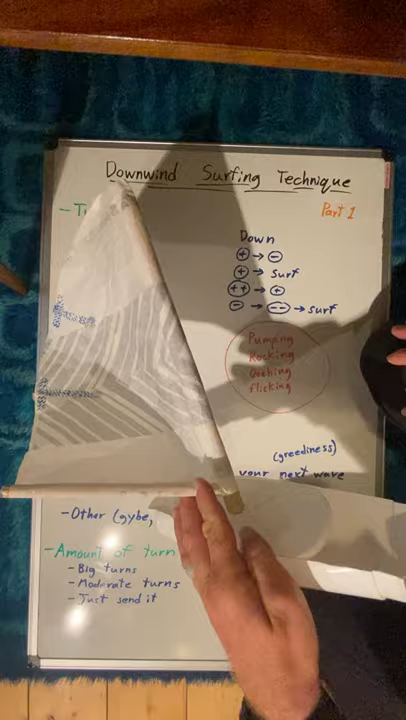 Downwind Surfing Technique
Part 1
Down
+ → -
+ → surf
++ → +
- → -- → surf
Pumping
Rocking
Ooching
flicking
(greediness)
your next wave
-Other (gybe,
-Amount of turn
-Big turns
-Moderate turns
-Just send it